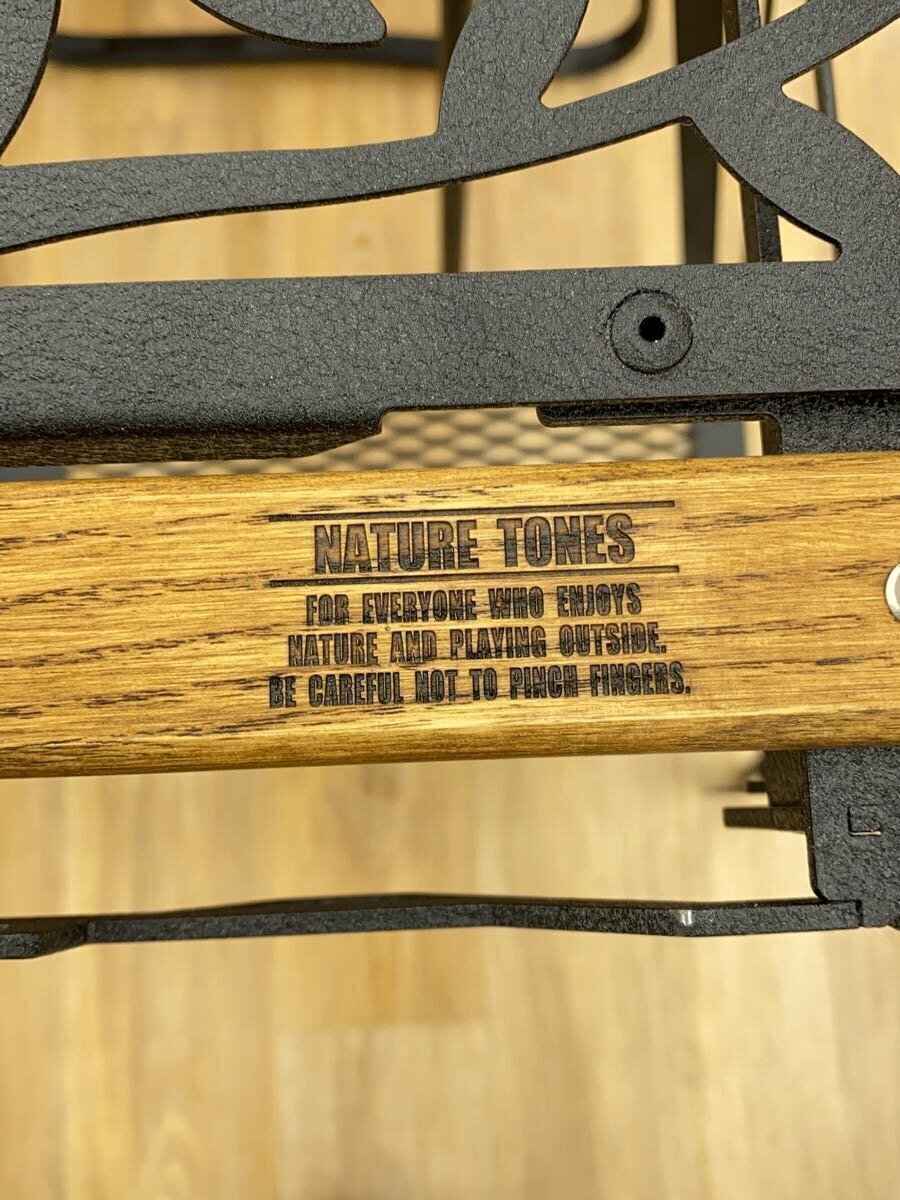 NATURE TONES
FOR EVERYONE WHO ENJOYS
NATURE AND PLAYING OUTSIDE.
BE CAREFUL NOT TO PINCH FINGERS.